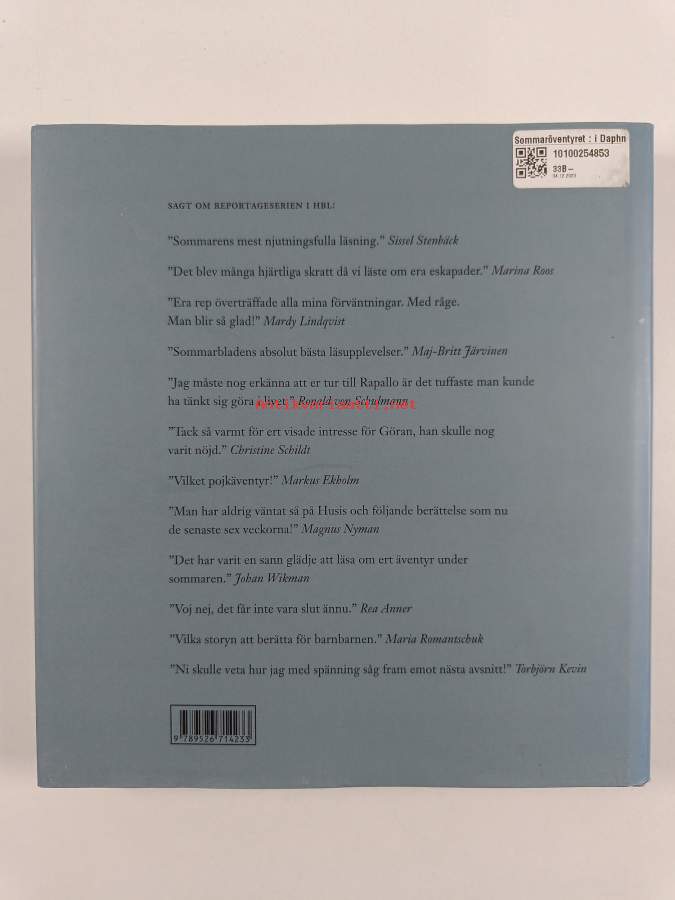 Sommaröventyret : i Daphn
10100254853
33B –
04.12.2023
SAGT OM REPORTAGESERIEN I HBL:
”Sommarens mest njutningsfulla läsning.” Sissel Stenbäck
”Det blev många hjärtliga skratt då vi läste om era eskapader.” Marina Roos
”Era rep överträffade alla mina förväntningar. Med råge.
Man blir så glad!” Mardy Lindqvist
”Sommarbladens absolut bästa läsupplevelser.” Maj-Britt Järvinen
”Jag måste nog erkänna att er tur till Rapallo är det tuffaste man kunde
ha tänkt sig göra i livet.” Ronald von Schulmann
antikvariaatti.net
”Tack så varmt för ert visade intresse för Göran, han skulle nog
varit nöjd.” Christine Schildt
”Vilket pojkäventyr!” Markus Ekholm
”Man har aldrig väntat så på Husis och följande berättelse som nu
de senaste sex veckorna!” Magnus Nyman
”Det har varit en sann glädje att läsa om ert äventyr under
sommaren.” Johan Wikman
”Voj nej, det får inte vara slut ännu.” Rea Anner
”Vilka storyn att berätta för barnbarnen.” Maria Romantschuk
”Ni skulle veta hur jag med spänning såg fram emot nästa avsnitt!” Torbjörn Kevin
9 789526 714233